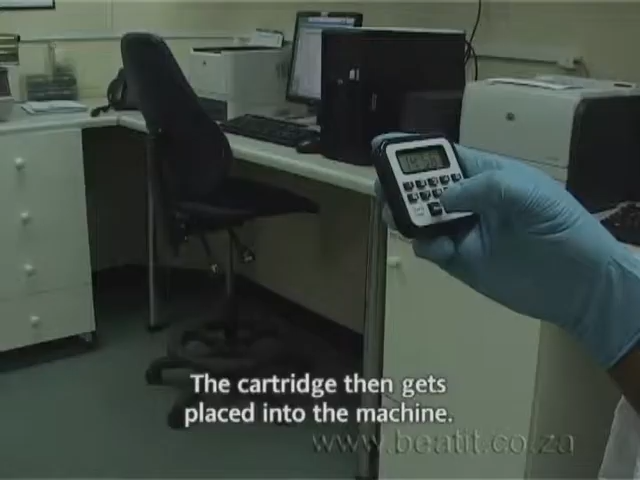 The cartridge then gets
placed into the machine.
www.beatit.co.za